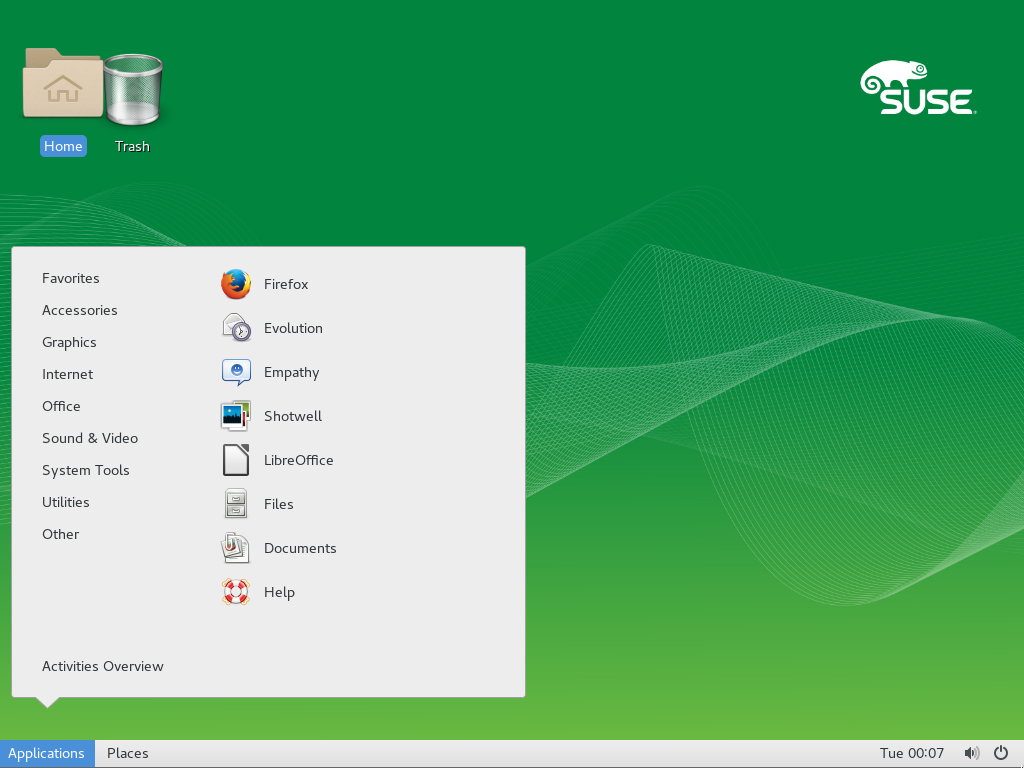 SUSE
Home
Trash
Favorites
Accessories
Graphics
Internet
Office
Sound & Video
System Tools
Utilities
Other
Firefox
Evolution
Empathy
Shotwell
LibreOffice
Files
Documents
Help
Activities Overview
Applications
Places
Tue 00:07